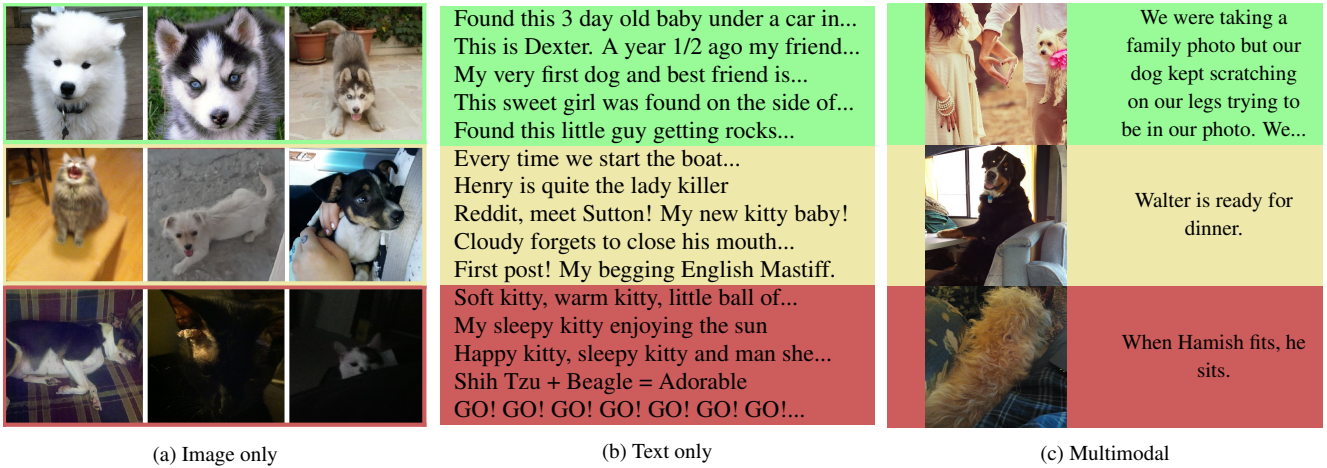 Found this 3 day old baby under a car in...
This is Dexter. A year 1/2 ago my friend...
My very first dog and best friend is...
This sweet girl was found on the side of...
Found this little guy getting rocks...
Every time we start the boat...
Henry is quite the lady killer
Reddit, meet Sutton! My new kitty baby!
Cloudy forgets to close his mouth...
First post! My begging English Mastiff.
Soft kitty, warm kitty, little ball of...
My sleepy kitty enjoying the sun
Happy kitty, sleepy kitty and man she...
Shih Tzu + Beagle = Adorable
GO! GO! GO! GO! GO! GO! GO!...
We were taking a
family photo but our
dog kept scratching
on our legs trying to
be in our photo. We...
Walter is ready for
dinner.
When Hamish fits, he
sits.
(a) Image only
(b) Text only
(c) Multimodal